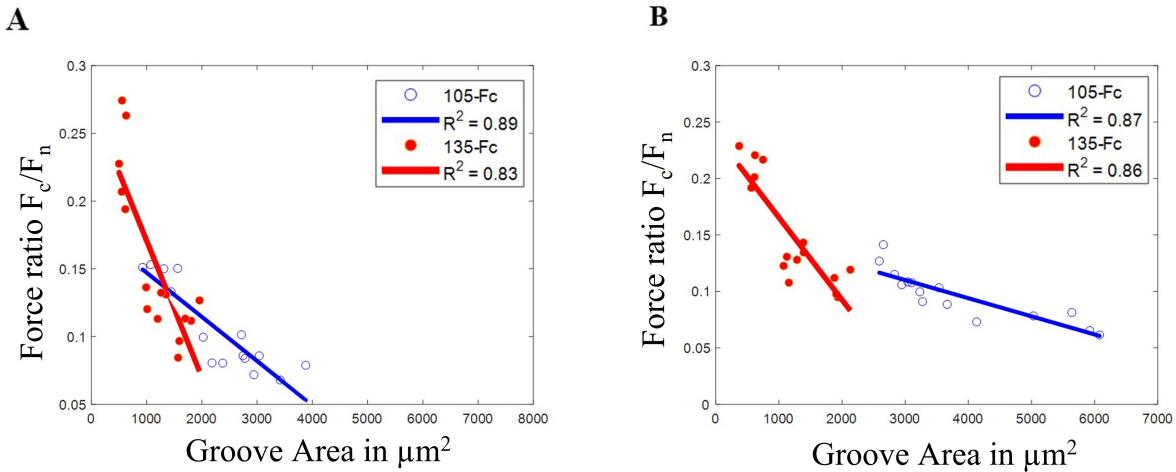 A
B
Force ratio Fc/Fn
0.3
0.25
0.2
0.15
0.1
0.05
105-Fc
R² = 0.89
135-Fc
R² = 0.83
0 1000 2000 3000 4000 5000 6000 7000 8000
Groove Area in µm²
Force ratio Fc/Fn
0.3
0.25
0.2
0.15
0.1
0.05
0
105-Fc
R² = 0.87
135-Fc
R² = 0.86
0 1000 2000 3000 4000 5000 6000 7000
Groove Area in µm²